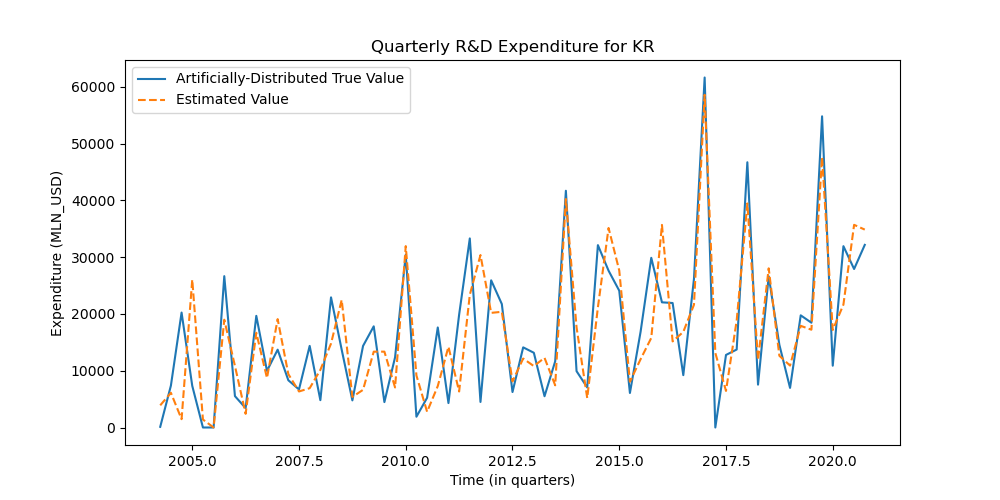 Quarterly R&D Expenditure for KR
Artificially-Distributed True Value
Estimated Value
Expenditure (MLN_USD)
60000
50000
40000
30000
20000
10000
0
2005.0 2007.5 2010.0 2012.5 2015.0 2017.5 2020.0
Time (in quarters)